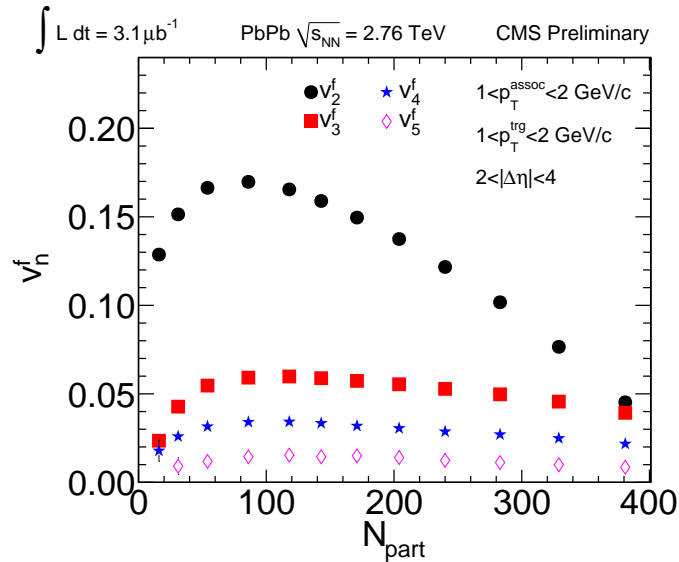 ∫ L dt = 3.1μb⁻¹ PbPb √s_NN = 2.76 TeV CMS Preliminary
v₂^f v₄^f
v₃^f v₅^f
1<p_T^assoc<2 GeV/c
1<p_T^trg<2 GeV/c
2<|Δη|<4
0.20
0.15
0.10
0.05
0.00
v_n^f
0 100 200 300 400
N_part